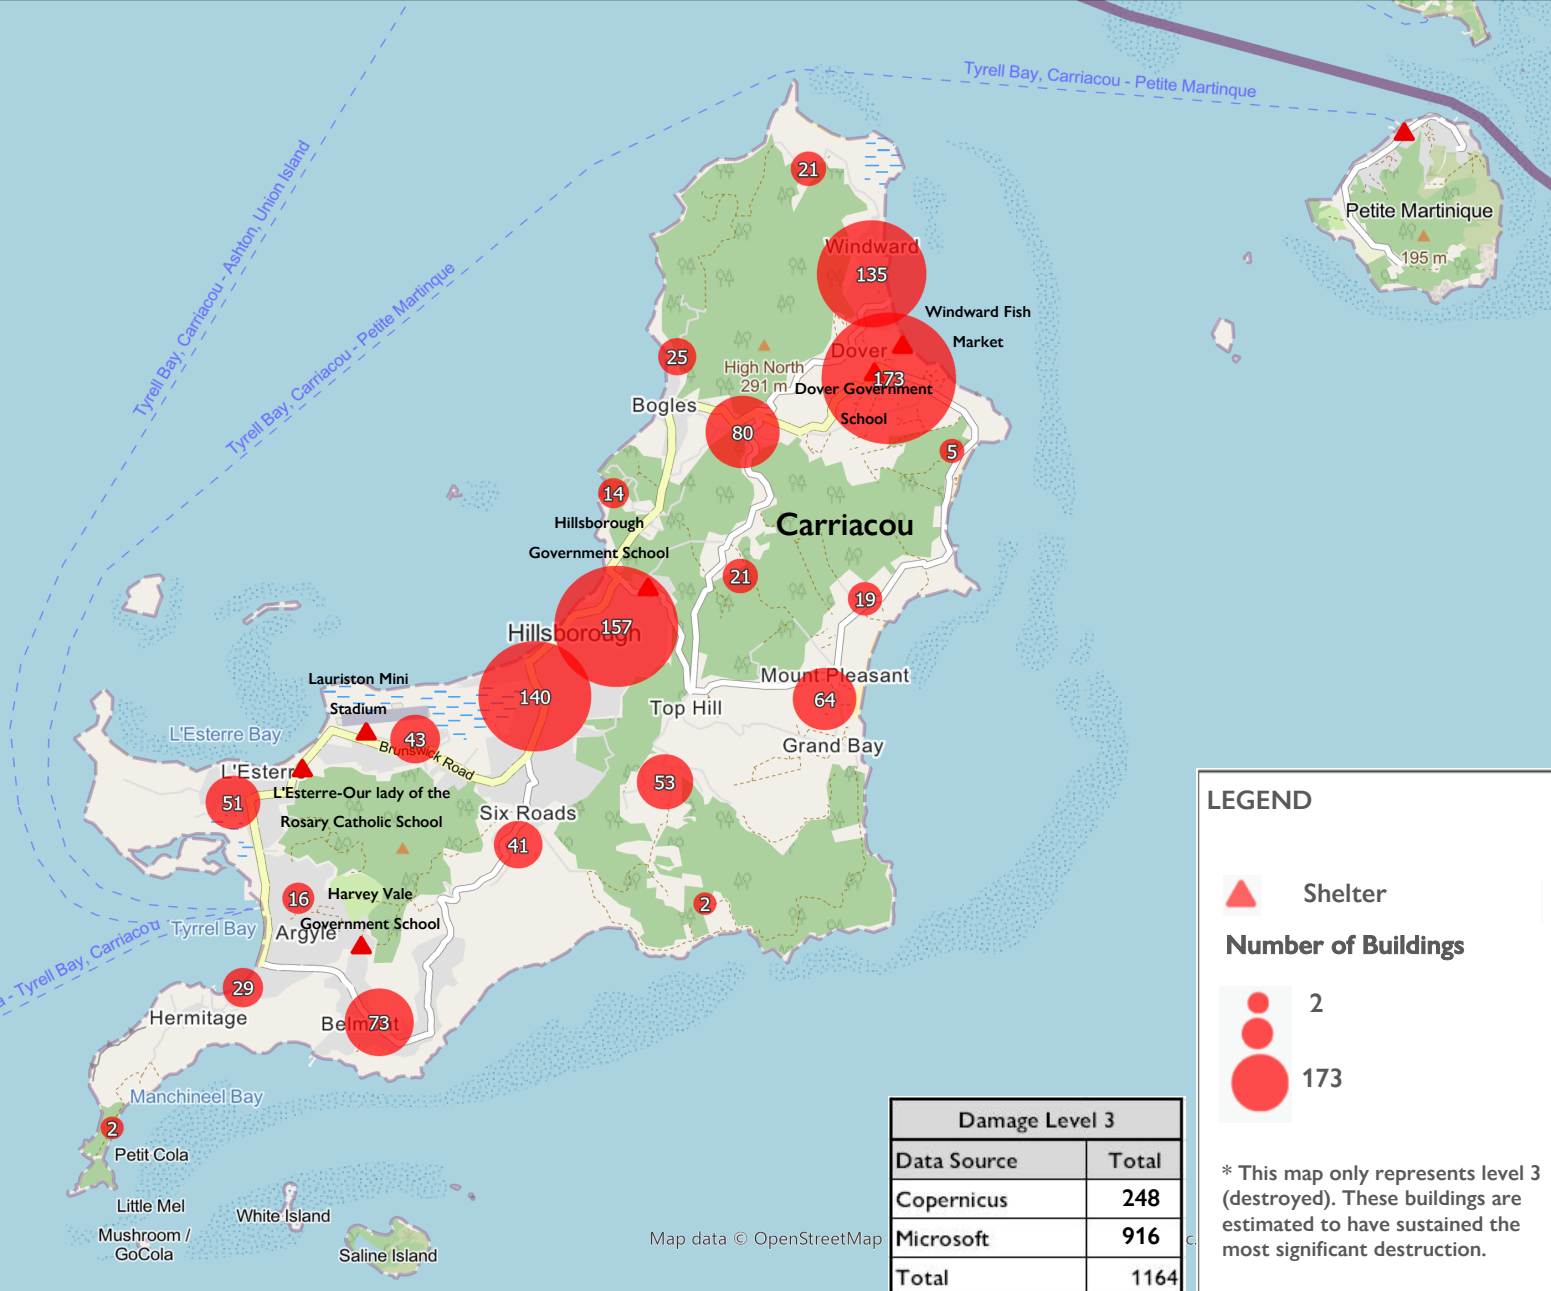 Tyrell Bay, Carriacou - Petite Martinque
Tyrell Bay, Carriacou - Ashton, Union Island
Tyrell Bay, Carriacou - Petite Martinque
21
Petite Martinique
195 m
Windward
135
Windward Fish
Market
Dover
173
25
High North
291 m
Dover Government
School
Bogles
80
5
14
Hillsborough
Government School
Carriacou
21
19
157
Hillsborough
Mount Pleasant
64
Top Hill
Grand Bay
140
Lauriston Mini
Stadium
L'Esterre Bay
43
Brunswick Road
L'Esterre
51
L'Esterre-Our lady of the
Rosary Catholic School
53
Six Roads
41
16
Harvey Vale
Government School
2
Tyrrel Bay
Argyle
a - Tyrell Bay, Carriacou
29
Hermitage
Belmont
73
Manchineel Bay
2
Petit Cola
Little Mel
White Island
Mushroom /
GoCola
Saline Island
Map data © OpenStreetMap
c.
Damage Level 3
Data Source Total
Copernicus 248
Microsoft 916
Total 1164
LEGEND
Shelter
Number of Buildings
2
173
* This map only represents level 3
(destroyed). These buildings are
estimated to have sustained the
most significant destruction.